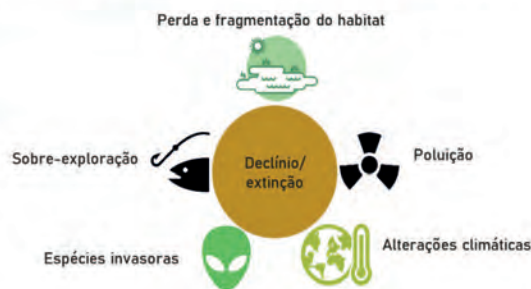 Perda e fragmentação do habitat
Sobre-exploração
Declínio/
extinção
Poluição
Espécies invasoras
Alterações climáticas